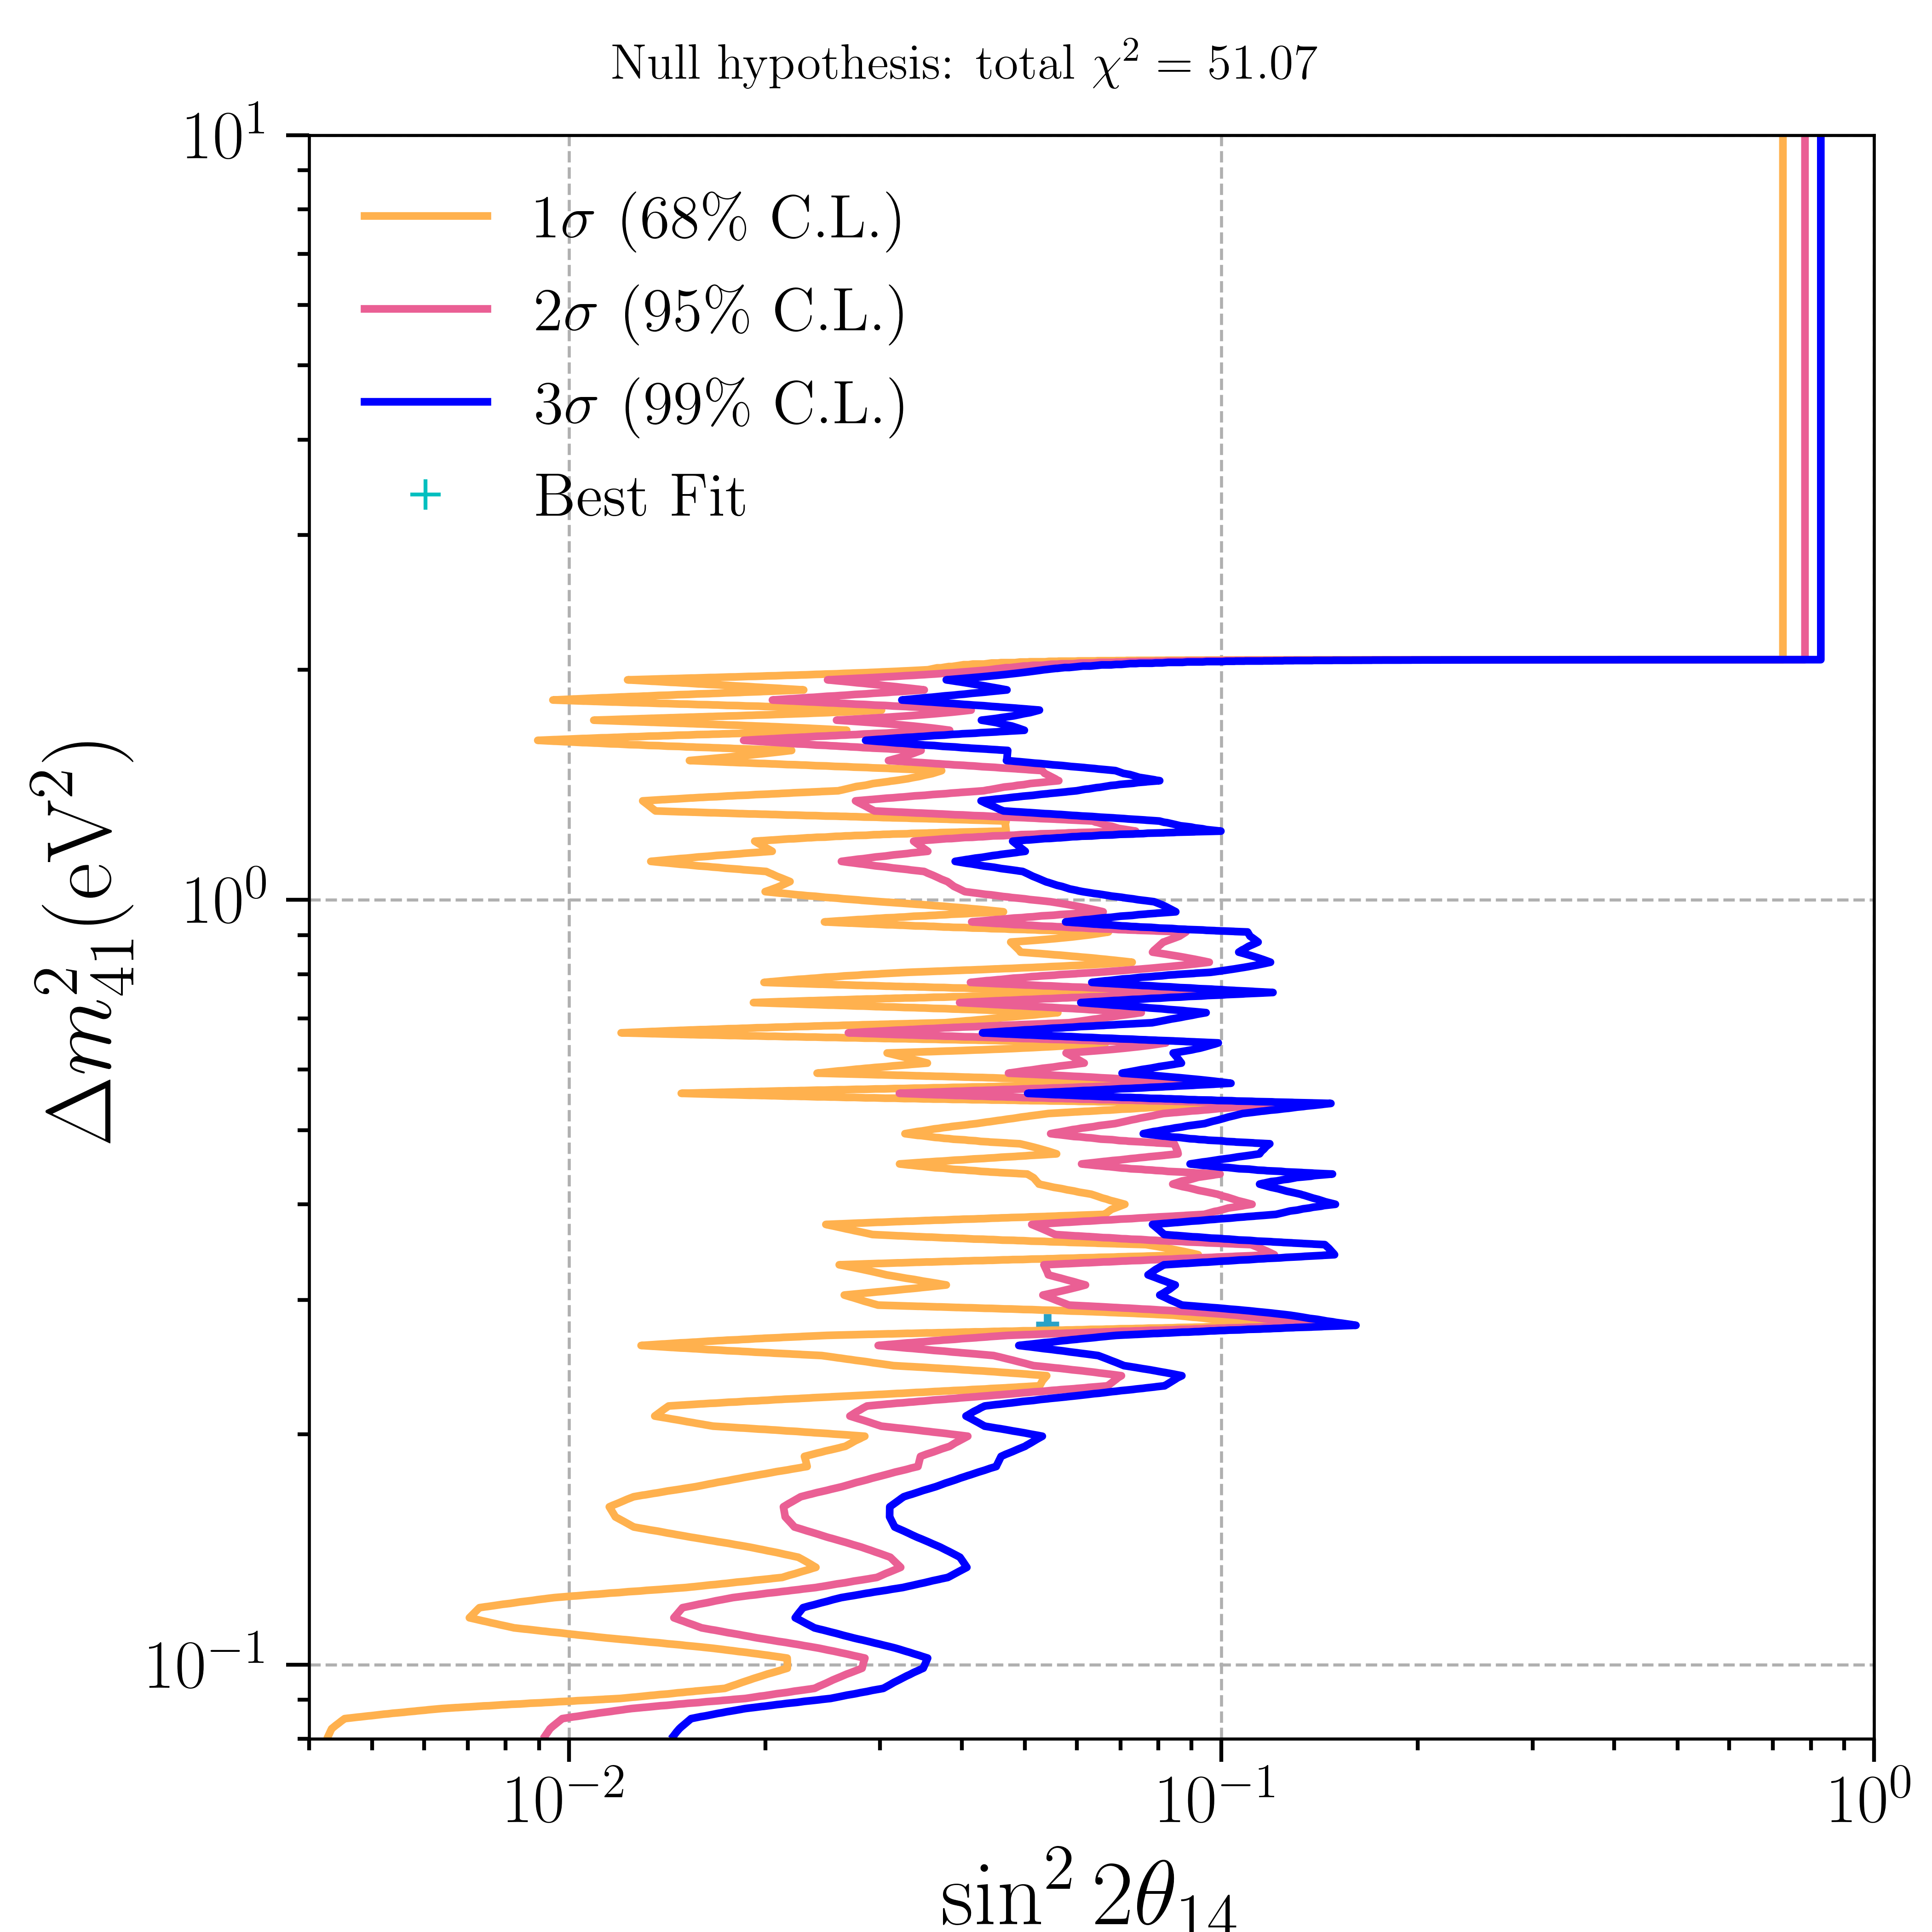 Null hypothesis: total χ² = 51.07
10¹
1σ (68% C.L.)
2σ (95% C.L.)
3σ (99% C.L.)
Best Fit
Δm²₄₁(eV²)
10⁰
10⁻¹
10⁻² 10⁻¹ 10⁰
sin² 2θ₁₄